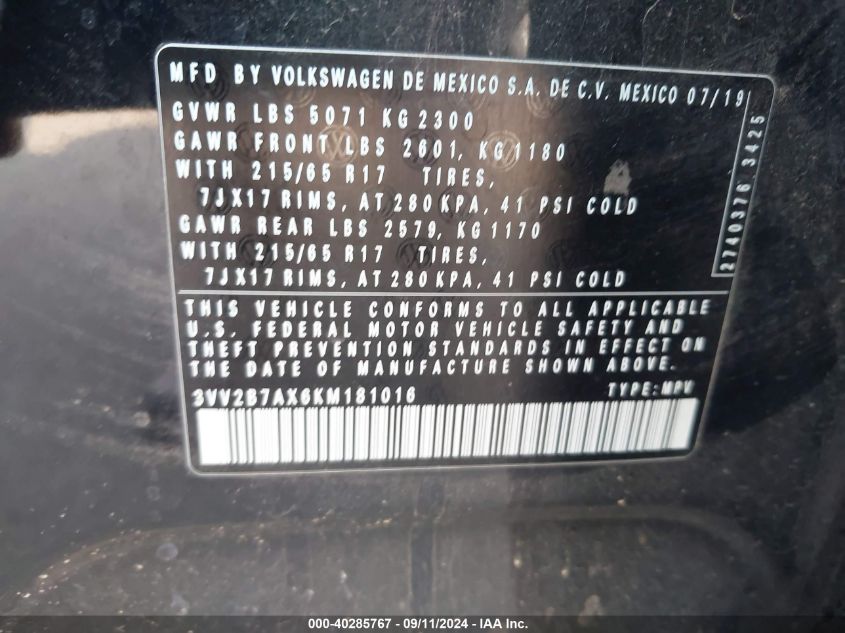 MFD BY VOLKSWAGEN DE MEXICO S.A. DE C.V. MEXICO 07/19
GVWR LBS 5071 KG 2300
GAWR FRONT LBS 2601, KG 1180
WITH 215/65 R17 TIRES,
7JX17 RIMS, AT 280 KPA, 41 PSI COLD
GAWR REAR LBS 2579, KG 1170
WITH 215/65 R17 TIRES,
7JX17 RIMS, AT 280 KPA, 41 PSI COLD
2740376 3425
THIS VEHICLE CONFORMS TO ALL APPLICABLE
U.S. FEDERAL MOTOR VEHICLE SAFETY AND
THEFT PREVENTION STANDARDS IN EFFECT ON
THE DATE OF MANUFACTURE SHOWN ABOVE.
3VV2B7AX6KM181016 TYPE: MPV
000-40285767 - 09/11/2024 - IAA Inc.